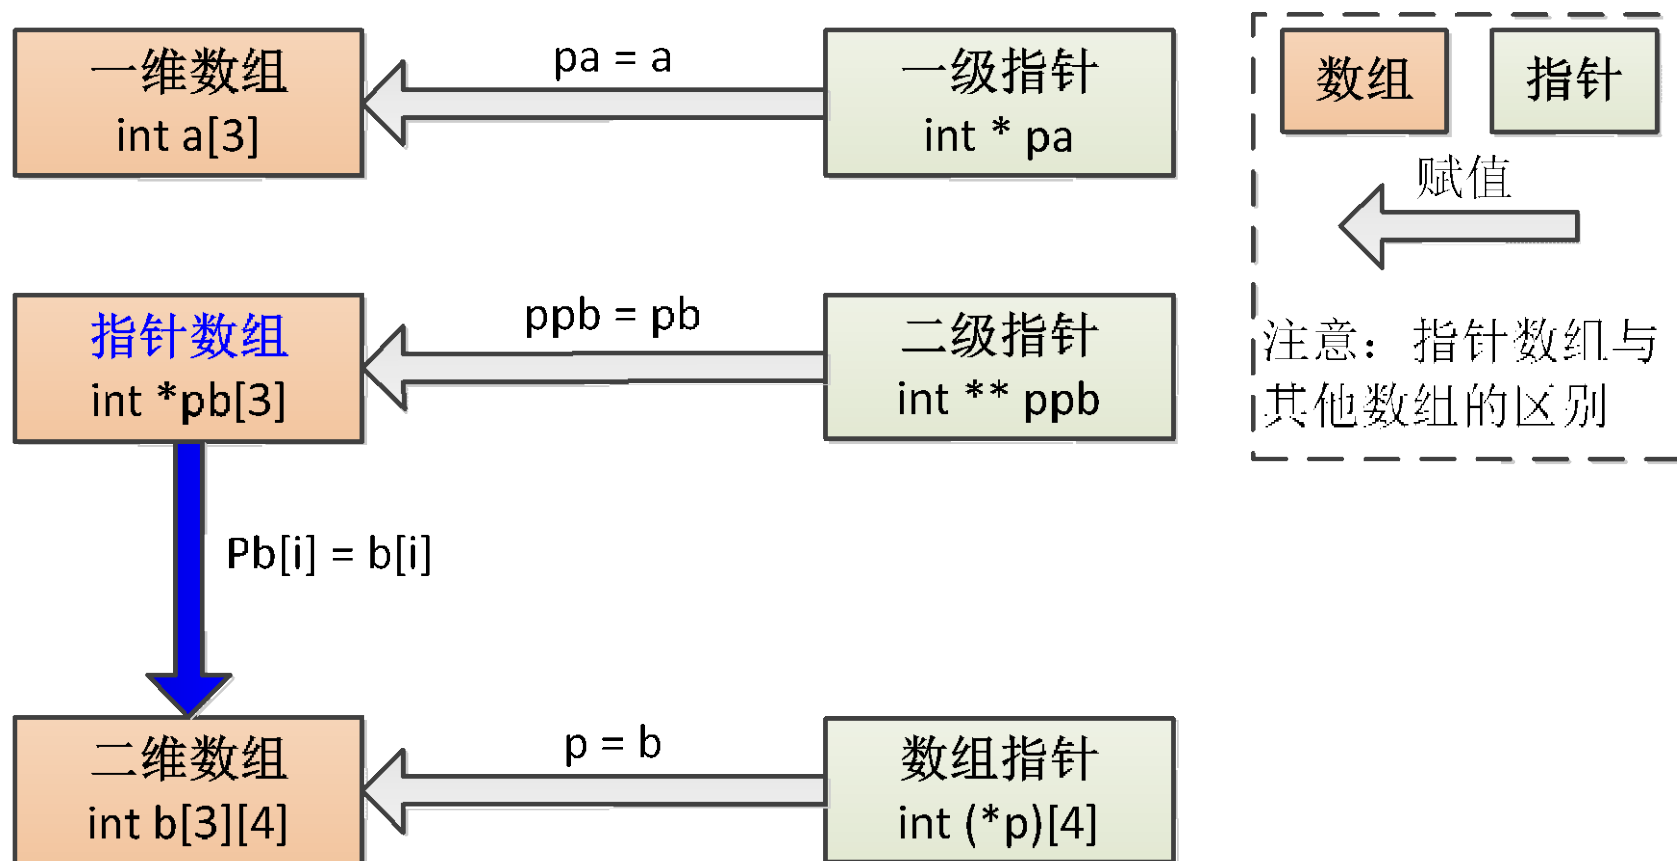 一维数组
int a[3]
pa = a
一级指针
int * pa
数组
指针
赋值
指针数组
int *pb[3]
ppb = pb
二级指针
int ** ppb
注意：指针数组与
其他数组的区别
Pb[i] = b[i]
二维数组
int b[3][4]
p = b
数组指针
int (*p)[4]